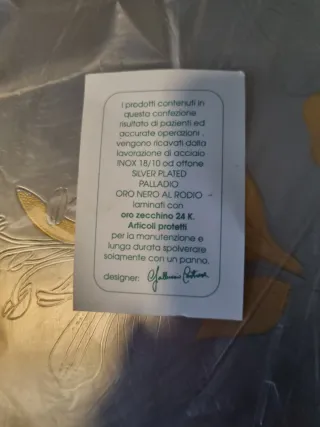 I prodotti contenuti in
questa confezione
risultato di pazienti ed
accurate operazioni ,
vengono ricavati dalla
lavorazione di acciaio
INOX 18/10 od ottone
SILVER PLATED
PALLADIO
ORO NERO AL RODIO
laminati con
oro zecchino 24 K.
Articoli protetti
per la manutenzione e
lunga durata spolverare
solamente con un panno.
designer: